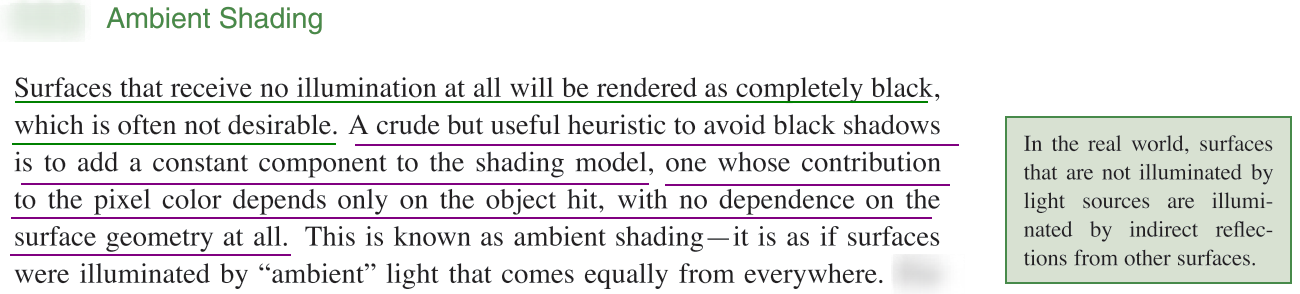 Ambient Shading
Surfaces that receive no illumination at all will be rendered as completely black,
which is often not desirable. A crude but useful heuristic to avoid black shadows
is to add a constant component to the shading model, one whose contribution
to the pixel color depends only on the object hit, with no dependence on the
surface geometry at all. This is known as ambient shading—it is as if surfaces
were illuminated by “ambient” light that comes equally from everywhere.
In the real world, surfaces
that are not illuminated by
light sources are illumi-
nated by indirect reflec-
tions from other surfaces.